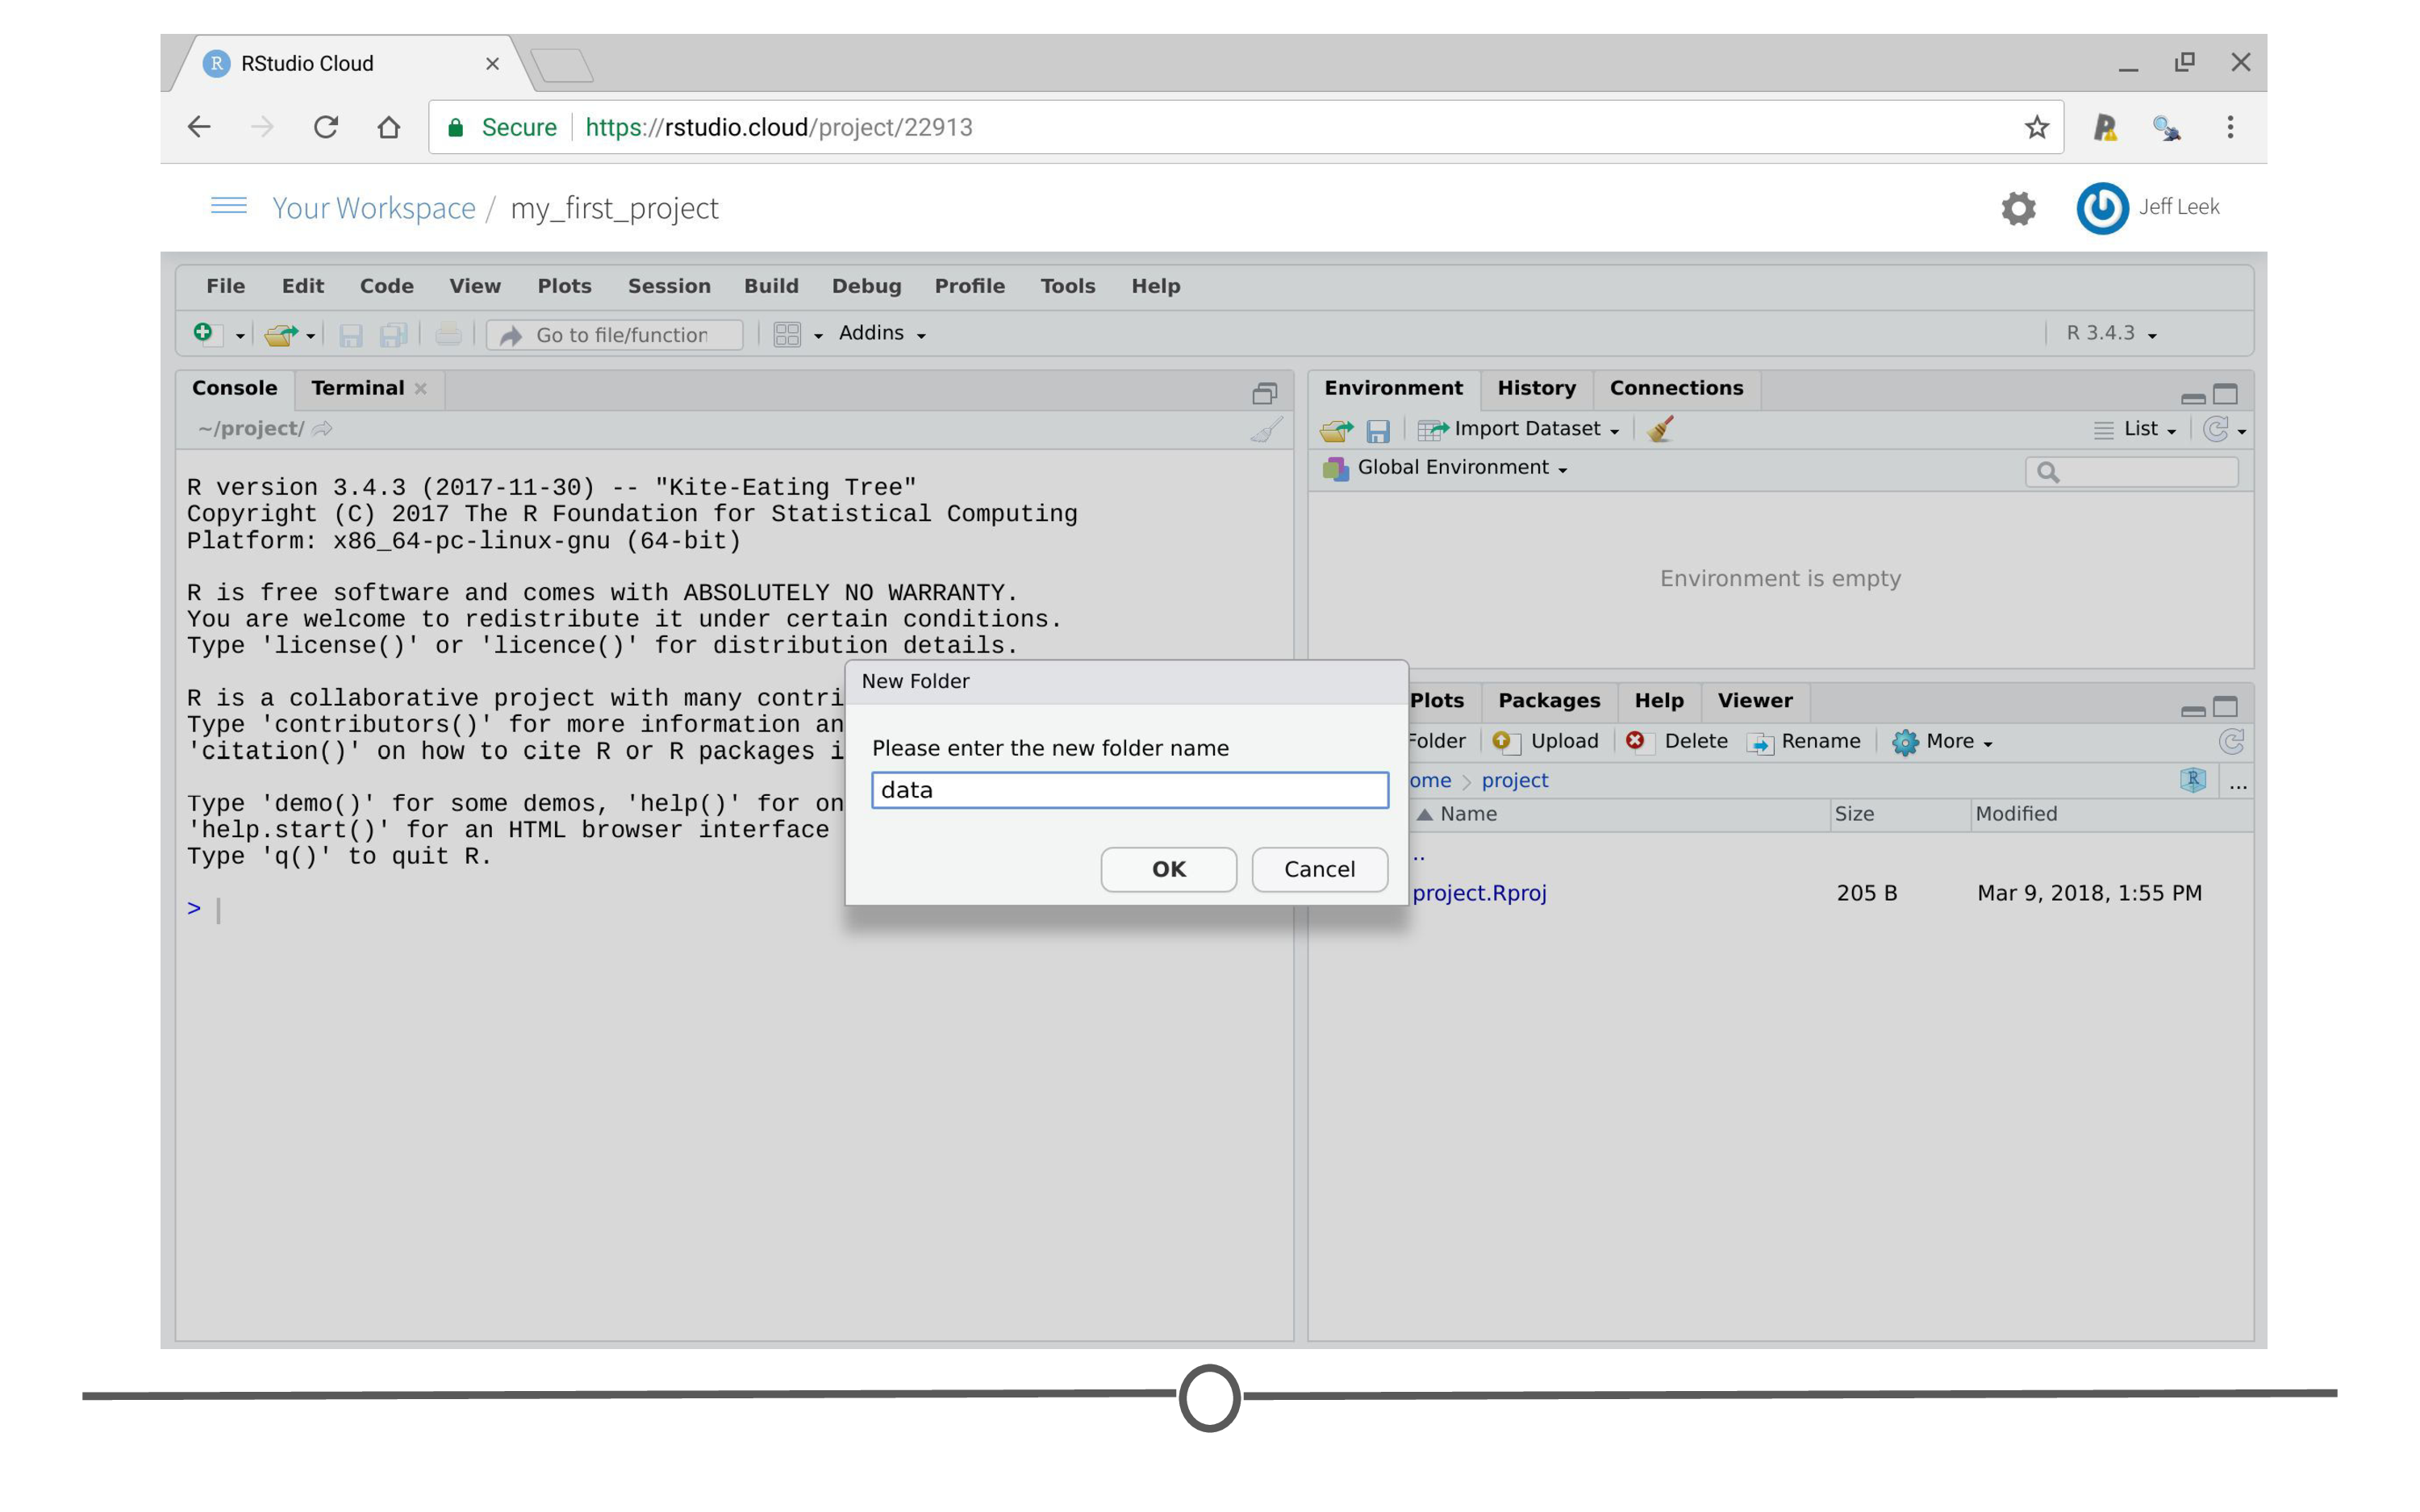 RStudio Cloud
Secure https://rstudio.cloud/project/22913
Your Workspace / my_first_project
Jeff Leek
File Edit Code View Plots Session Build Debug Profile Tools Help
Go to file/function
Addins
R 3.4.3
Console Terminal
~/project/
R version 3.4.3 (2017-11-30) -- "Kite-Eating Tree"
Copyright (C) 2017 The R Foundation for Statistical Computing
Platform: x86_64-pc-linux-gnu (64-bit)
R is free software and comes with ABSOLUTELY NO WARRANTY.
You are welcome to redistribute it under certain conditions.
Type 'license()' or 'licence()' for distribution details.
R is a collaborative project with many contri
Type 'contributors()' for more information an
'citation()' on how to cite R or R packages i
Type 'demo()' for some demos, 'help()' for on
'help.start()' for an HTML browser interface
Type 'q()' to quit R.
>
New Folder
Please enter the new folder name
data
OK Cancel
Environment History Connections
Import Dataset
List
Global Environment
Environment is empty
Plots Packages Help Viewer
Folder Upload Delete Rename More
ome > project
R ...
Name Size Modified
..
project.Rproj 205 B Mar 9, 2018, 1:55 PM